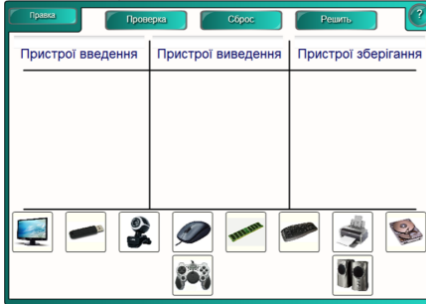 Правка
Проверка
Сброс
Решить
?
Пристрої введення
Пристрої виведення
Пристрої зберігання